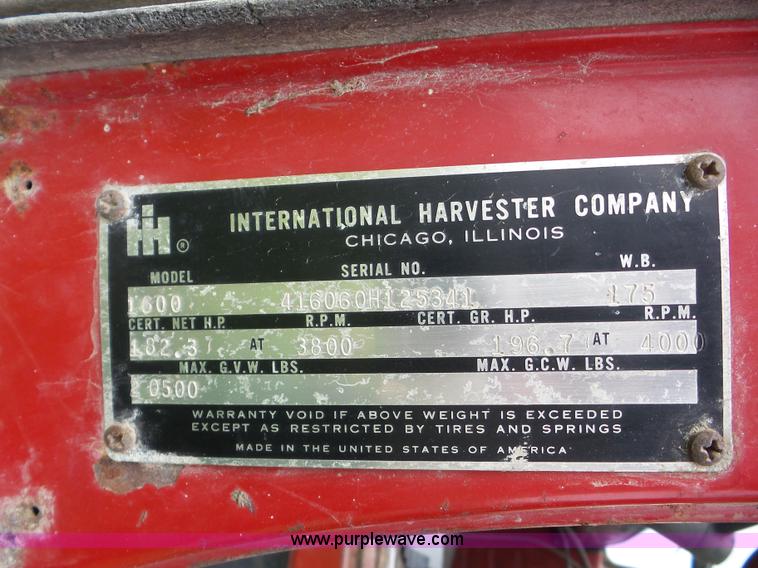 IH ® INTERNATIONAL HARVESTER COMPANY
CHICAGO, ILLINOIS
MODEL SERIAL NO. W.B.
1600 416060H125341 175
CERT. NET H.P. R.P.M. CERT. GR. H.P. R.P.M.
182.3 AT 3800 196.7 AT 4000
MAX. G.V.W. LBS. MAX. G.C.W. LBS.
20500
WARRANTY VOID IF ABOVE WEIGHT IS EXCEEDED
EXCEPT AS RESTRICTED BY TIRES AND SPRINGS
MADE IN THE UNITED STATES OF AMERICA
www.purplewave.com